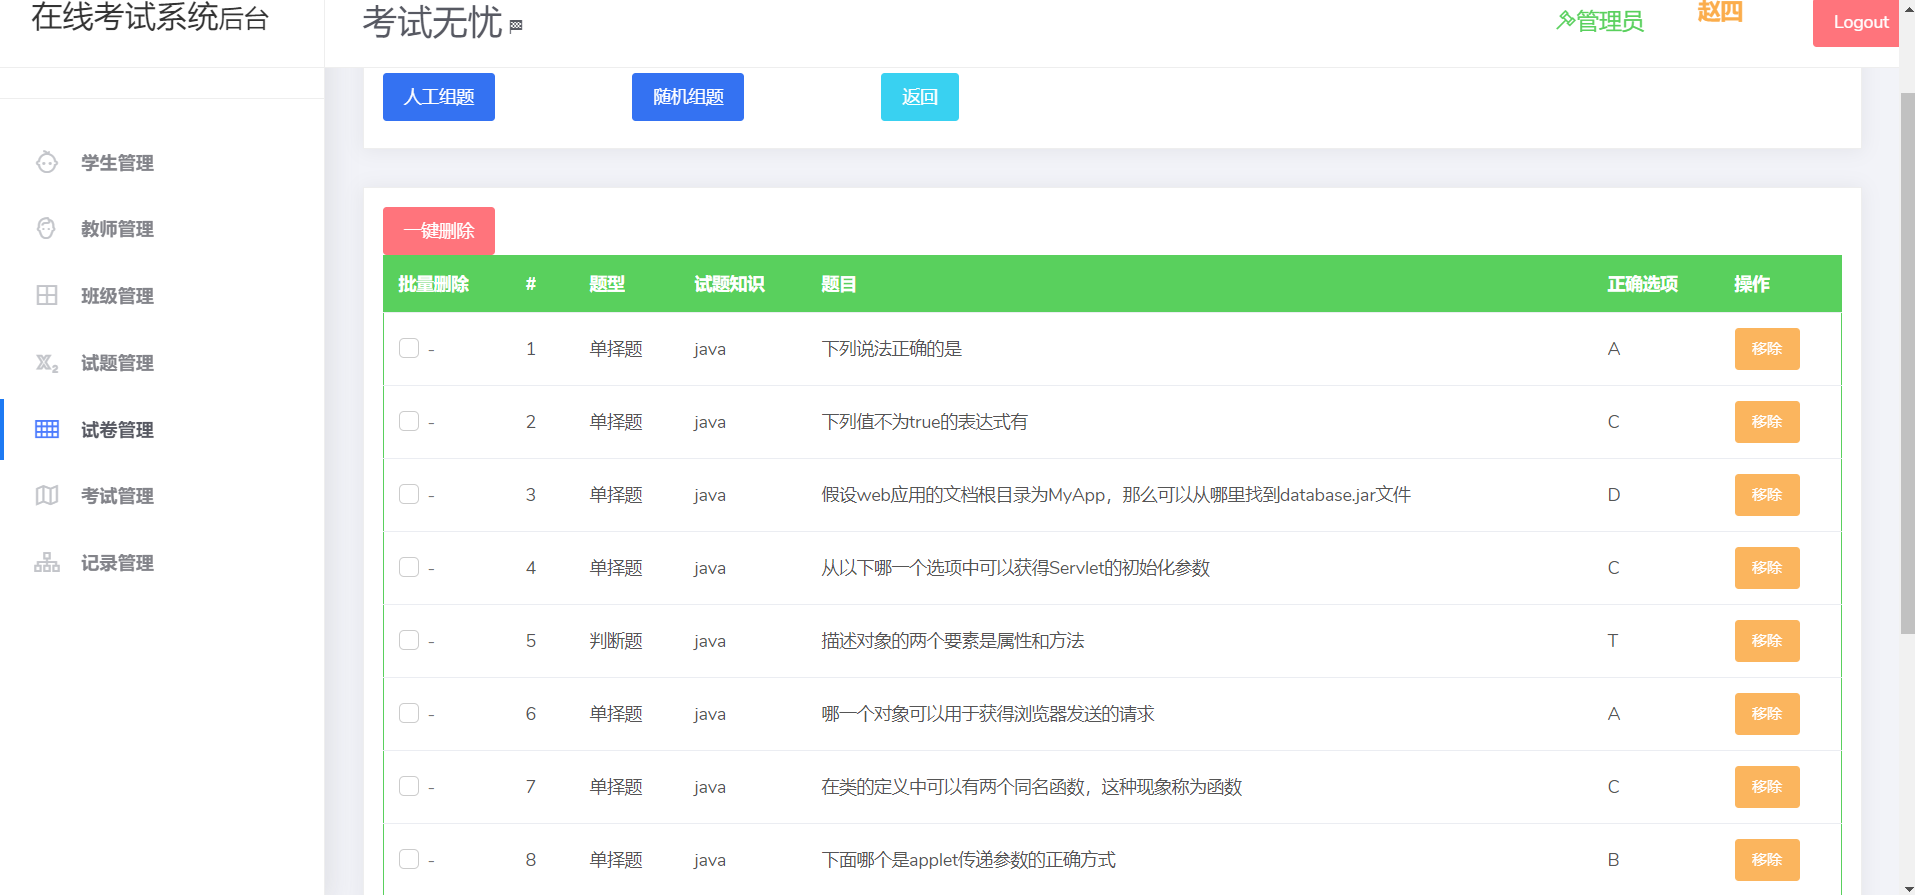 在线考试系统后台
考试无忧
管理员
赵四
Logout
人工组题
随机组题
返回
学生管理
教师管理
班级管理
试题管理
试卷管理
考试管理
记录管理
一键删除
批量删除 # 题型 试题知识 题目 正确选项 操作
- 1 单择题 java 下列说法正确的是 A 移除
- 2 单择题 java 下列值不为true的表达式有 C 移除
- 3 单择题 java 假设web应用的文档根目录为MyApp，那么可以从哪里找到database.jar文件 D 移除
- 4 单择题 java 从以下哪一个选项中可以获得Servlet的初始化参数 C 移除
- 5 判断题 java 描述对象的两个要素是属性和方法 T 移除
- 6 单择题 java 哪一个对象可以用于获得浏览器发送的请求 A 移除
- 7 单择题 java 在类的定义中可以有两个同名函数，这种现象称为函数 C 移除
- 8 单择题 java 下面哪个是applet传递参数的正确方式 B 移除